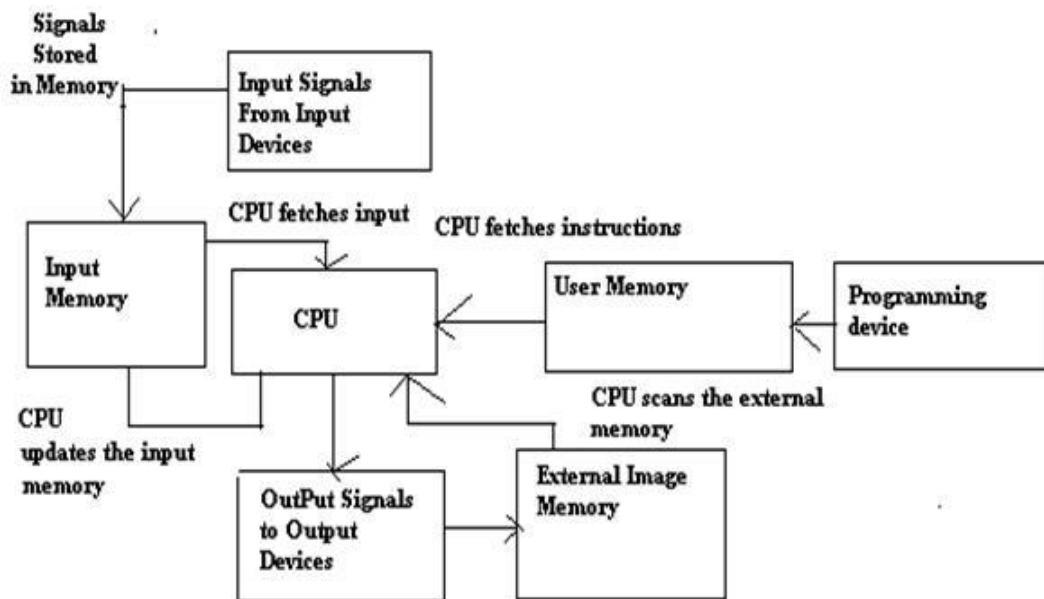 Signals
Stored
in Memory
Input Signals
From Input
Devices
CPU fetches input
CPU fetches instructions
Input
Memory
CPU
User Memory
Programming
device
CPU
updates the input
memory
CPU scans the external
memory
OutPut Signals
to Output
Devices
External Image
Memory